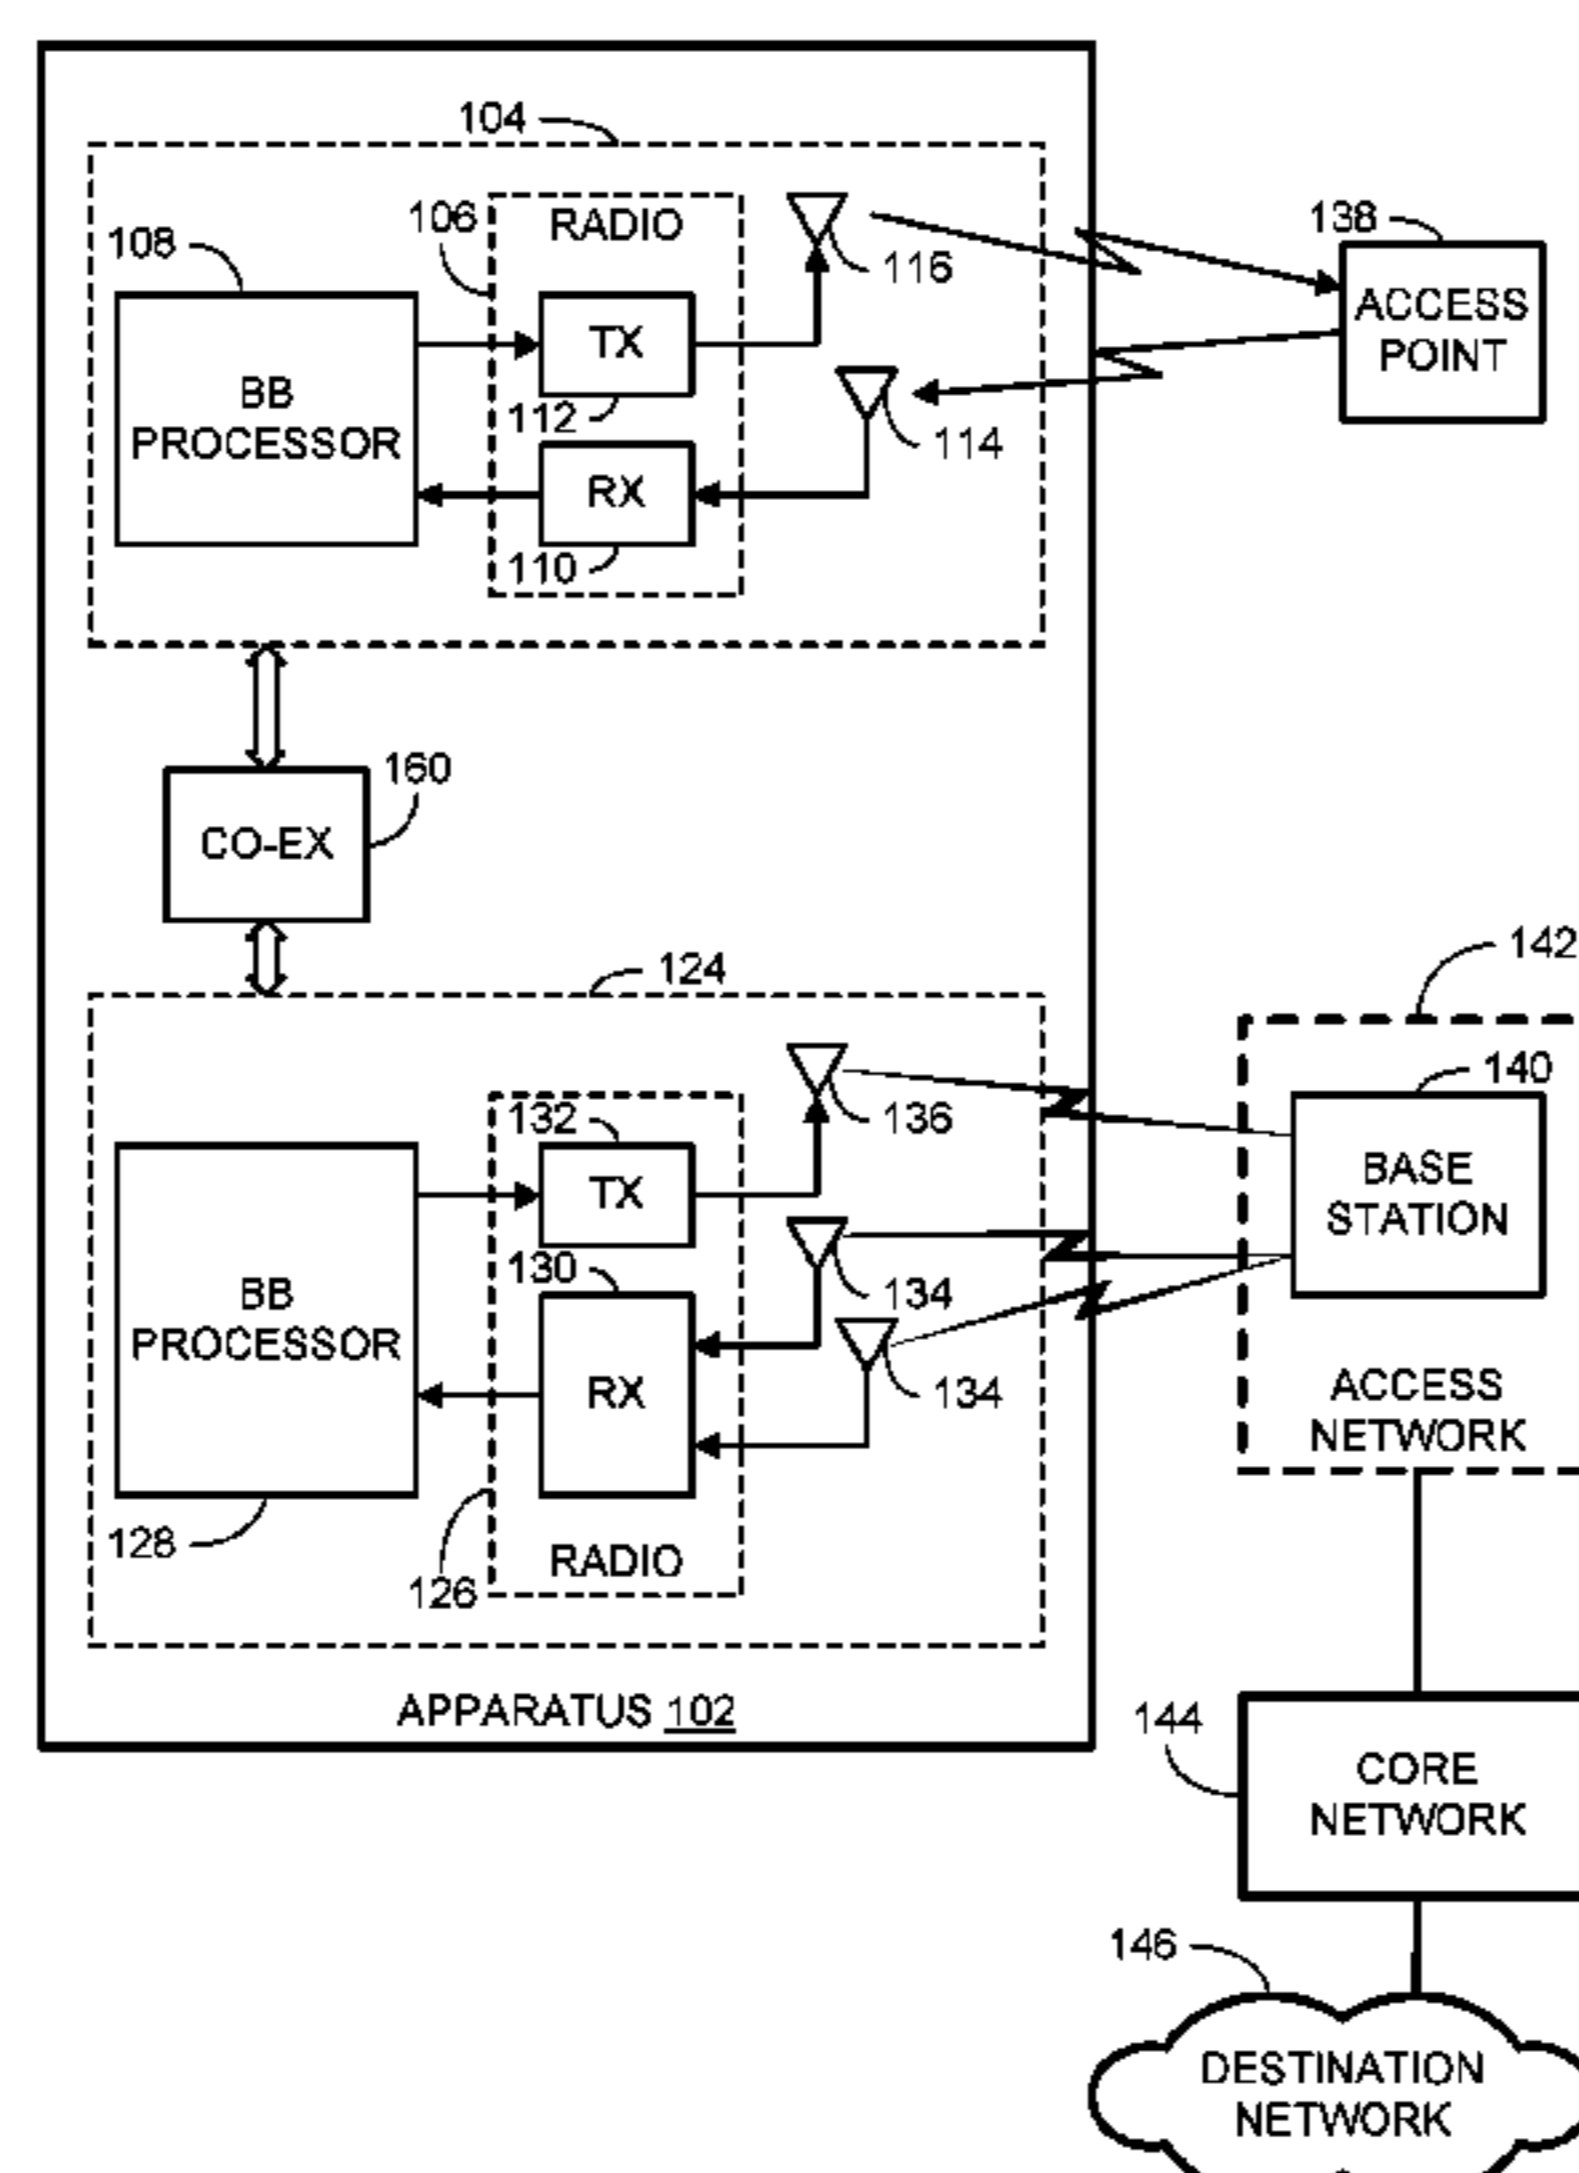 104
106
RADIO
108
116
138
ACCESS
POINT
TX
BB
PROCESSOR
112
114
RX
110
160
CO-EX
124
142
140
132
136
TX
BASE
STATION
130
134
BB
PROCESSOR
RX
134
ACCESS
NETWORK
128
RADIO
126
APPARATUS 102
144
CORE
NETWORK
146
DESTINATION
NETWORK